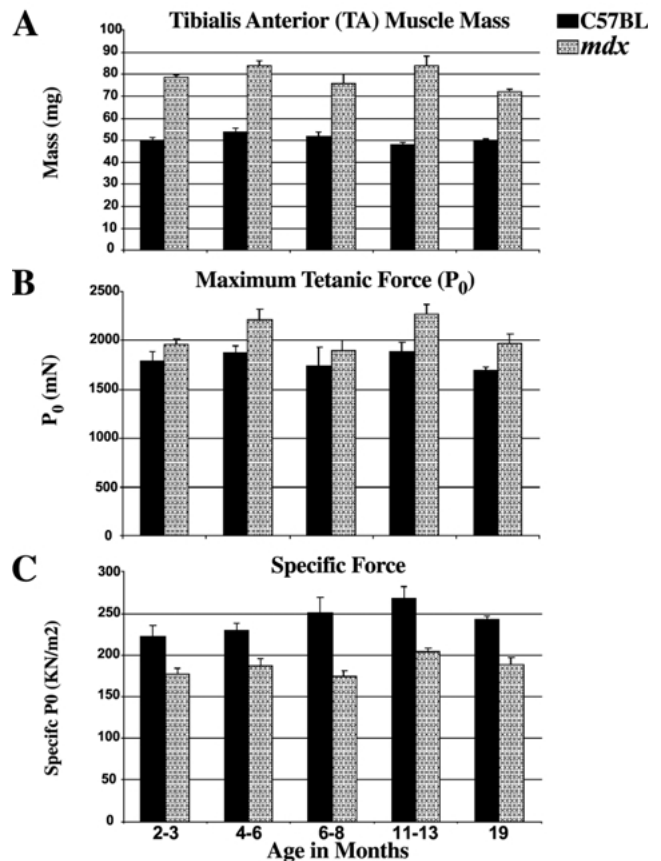 A
Tibialis Anterior (TA) Muscle Mass
C57BL
mdx
Mass (mg)
100
90
80
70
60
50
40
30
20
10
0
B
Maximum Tetanic Force (P0)
P0 (mN)
2500
2000
1500
1000
500
0
C
Specific Force
Specifc P0 (KN/m2)
300
250
200
150
100
50
0
2-3 4-6 6-8 11-13 19
Age in Months